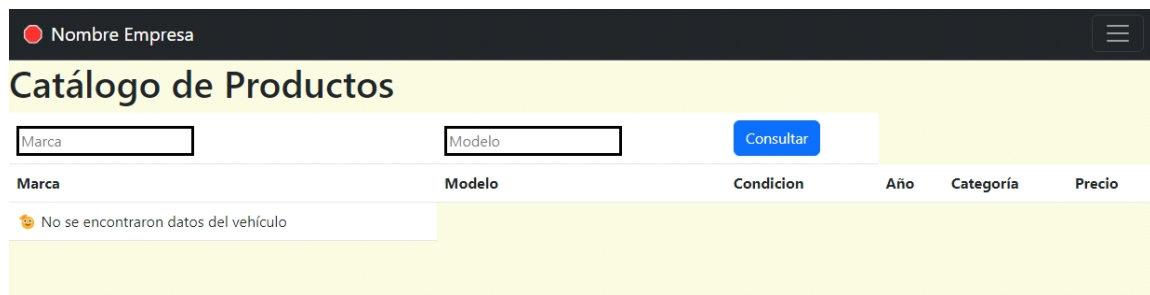 Nombre Empresa
Catálogo de Productos
Marca Modelo Consultar
Marca Modelo Condicion Año Categoría Precio
No se encontraron datos del vehículo